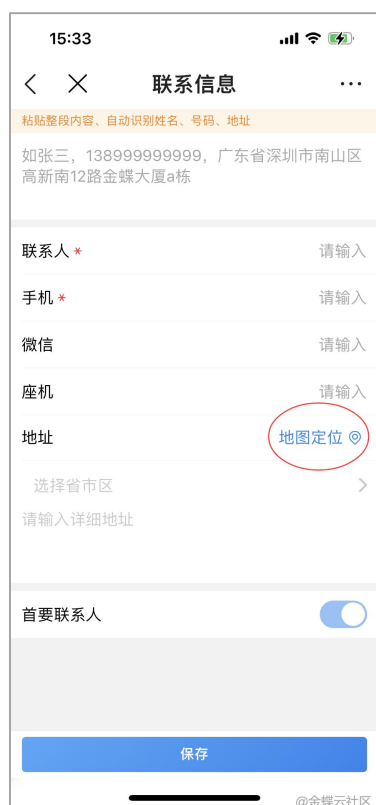 15:33
联系信息
粘贴整段内容、自动识别姓名、号码、地址
如张三，138999999999，广东省深圳市南山区
高新南12路金蝶大厦a栋
联系人 * 请输入
手机 * 请输入
微信 请输入
座机 请输入
地址 地图定位
选择省市区
请输入详细地址
首要联系人
保存
@金蝶云社区